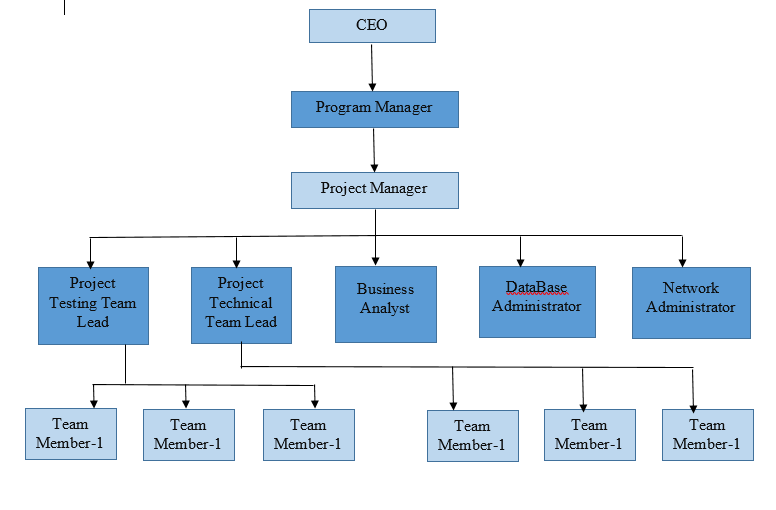 CEO
Program Manager
Project Manager
Project
Testing Team
Lead
Project
Technical
Team Lead
Business
Analyst
DataBase
Administrator
Network
Administrator
Team
Member-1
Team
Member-1
Team
Member-1
Team
Member-1
Team
Member-1
Team
Member-1